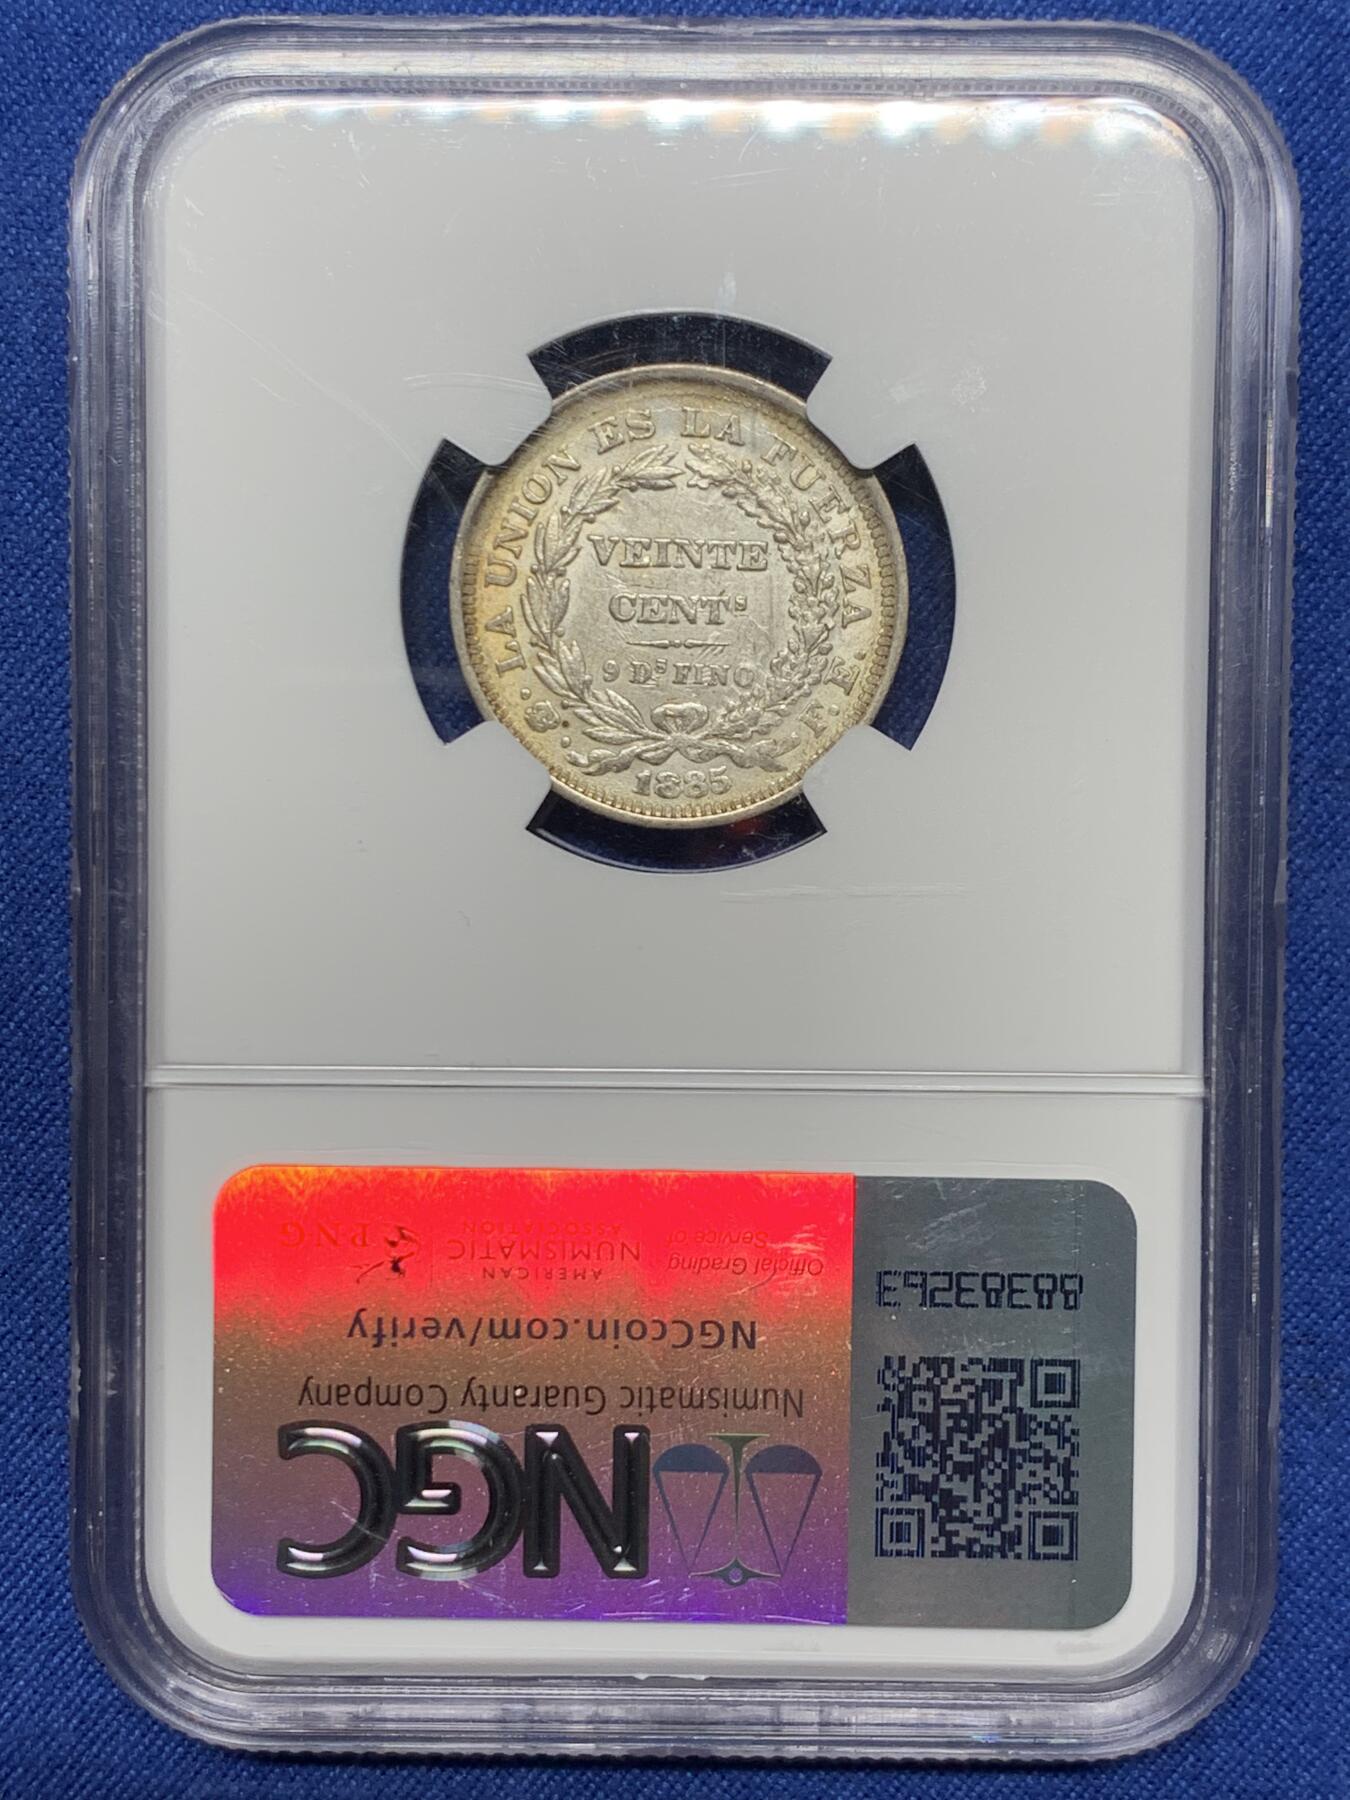 LA UNION ES LA FUERZA. F. E.
VEINTE
CENTˢ
9 Dˢ FINO
1885
NGC
Numismatic Guaranty Company
NGCcoin.com/verify
Official Grading
Service of
AMERICAN
NUMISMATIC
ASSOCIATION
PNG